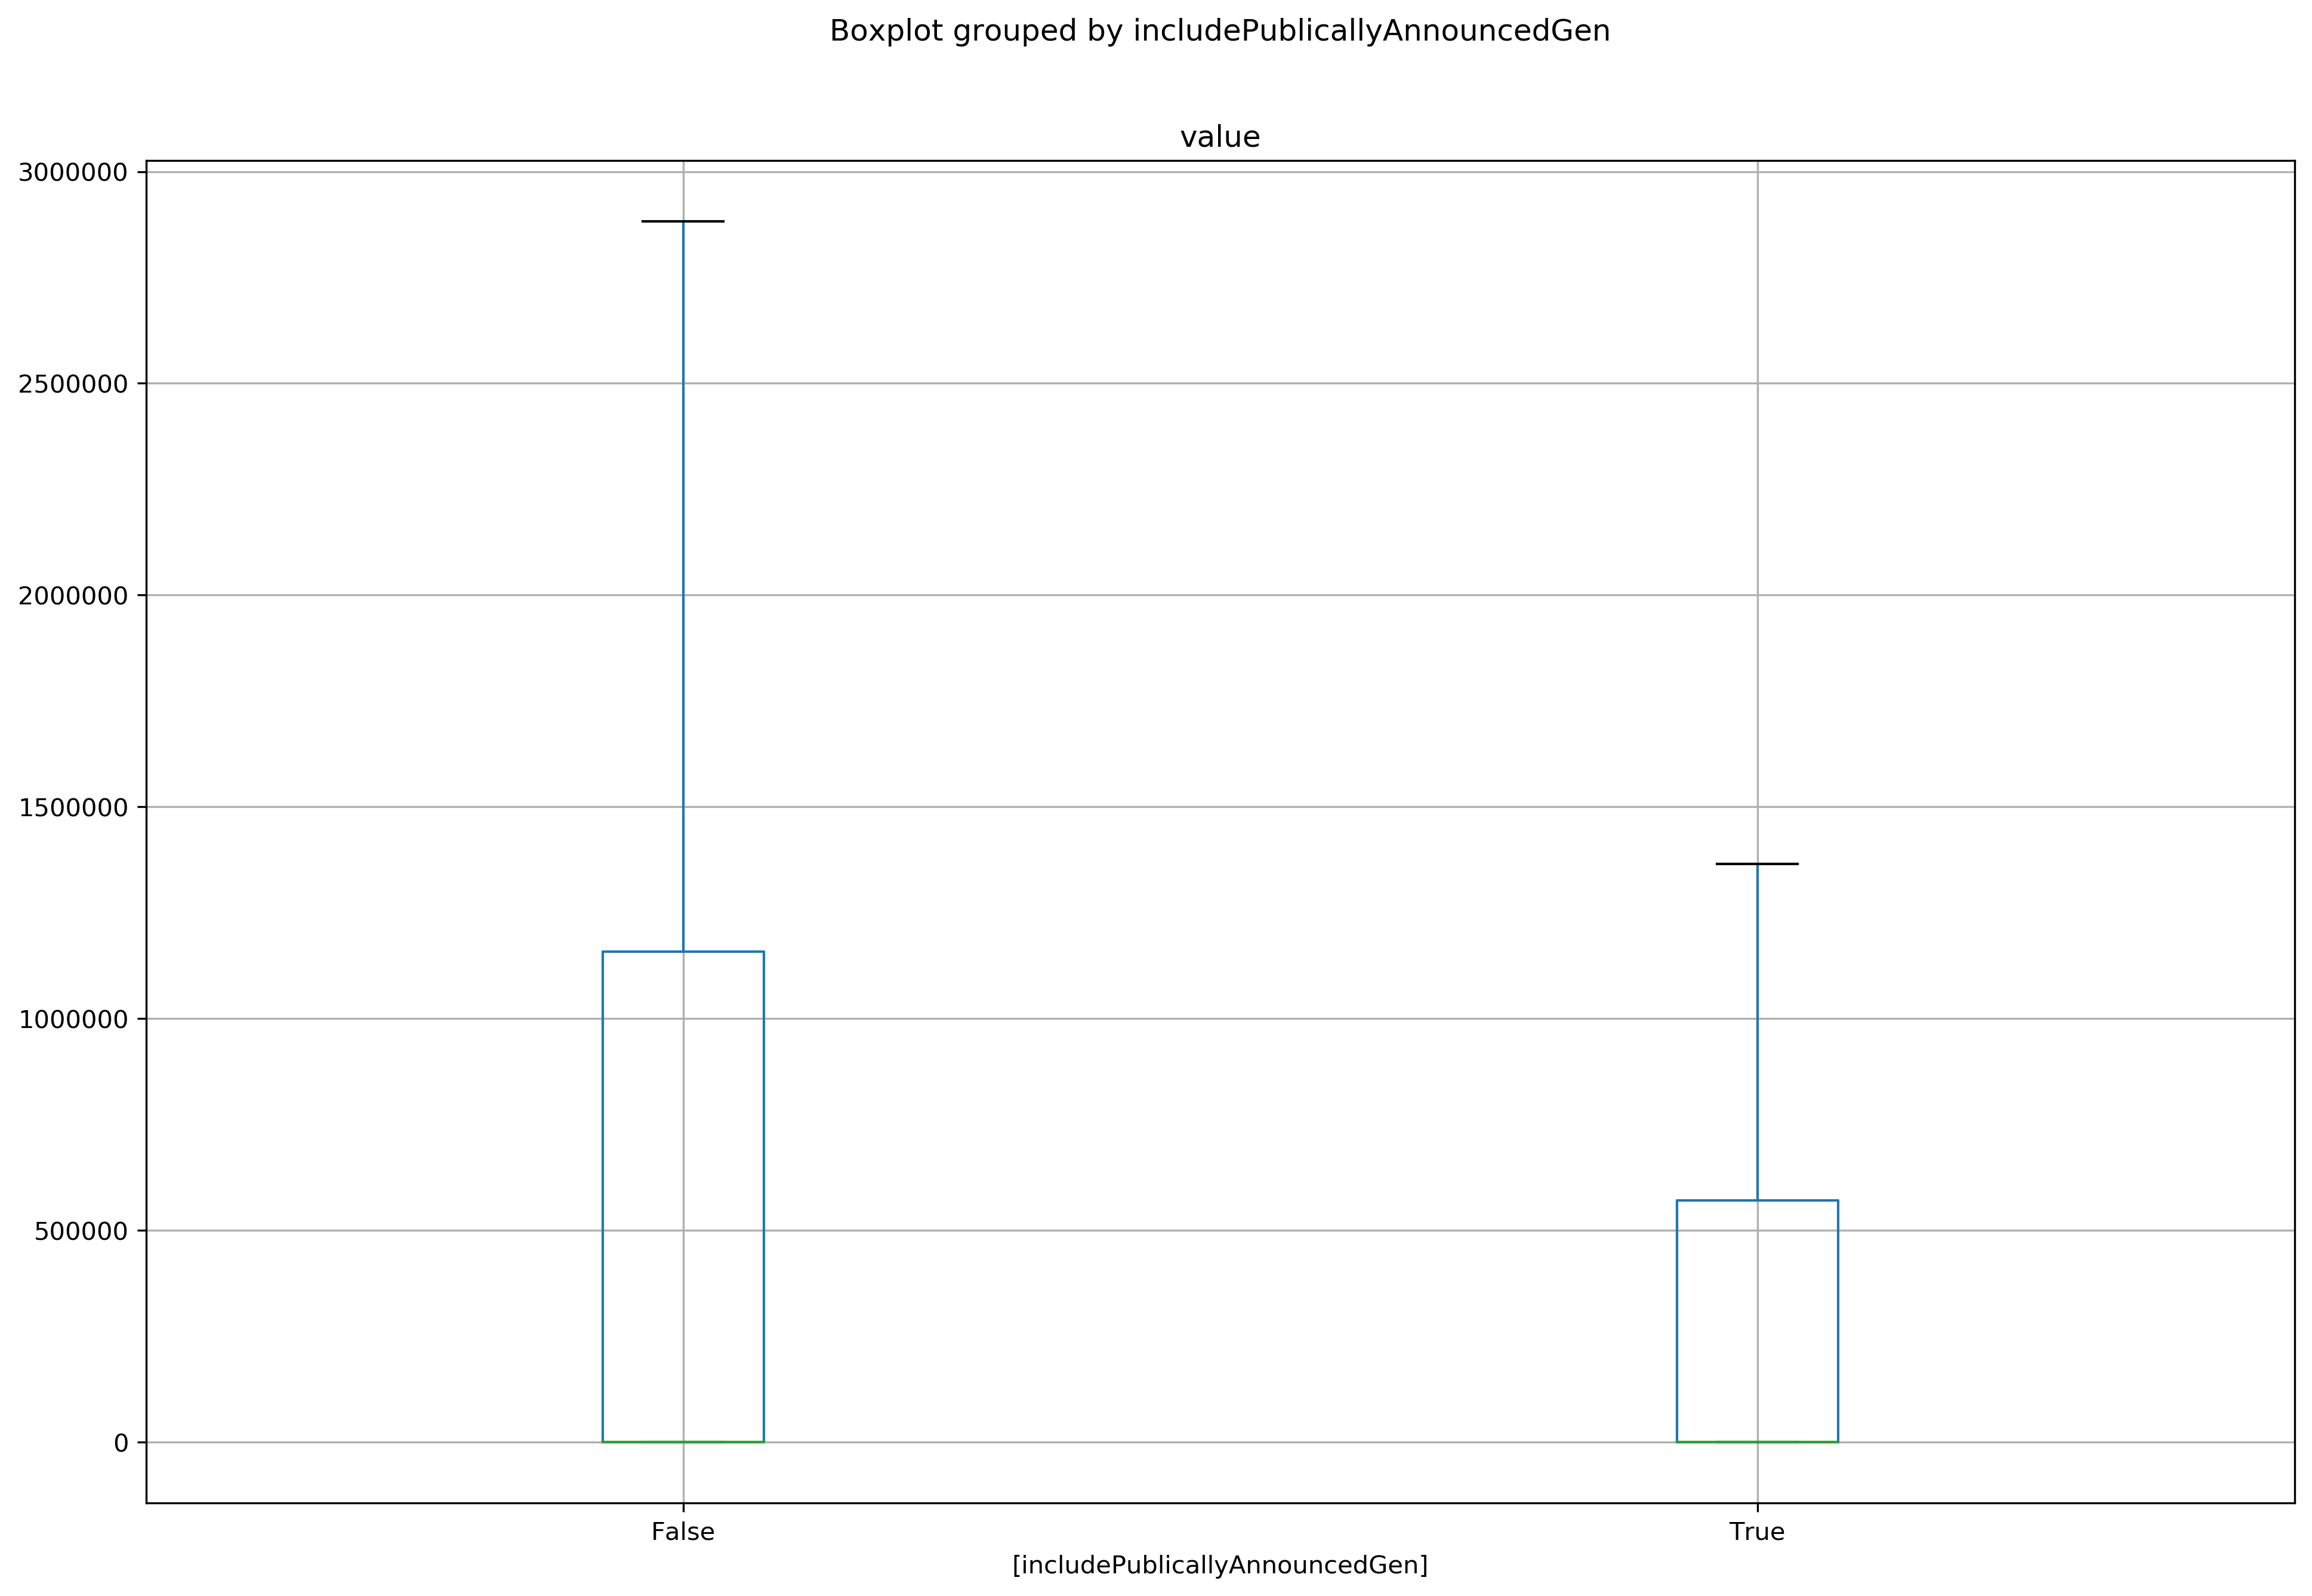 Boxplot grouped by includePublicallyAnnouncedGen
value
3000000
2500000
2000000
1500000
1000000
500000
0
False True
[includePublicallyAnnouncedGen]